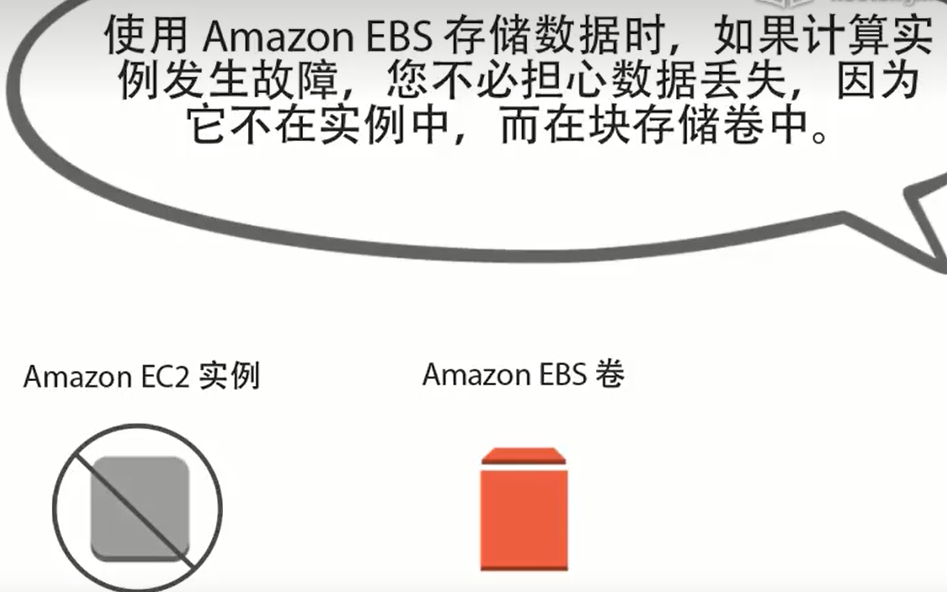 使用 Amazon EBS 存储数据时，如果计算实
例发生故障，您不必担心数据丢失，因为
它不在实例中，而在块存储卷中。
Amazon EC2 实例
Amazon EBS 卷